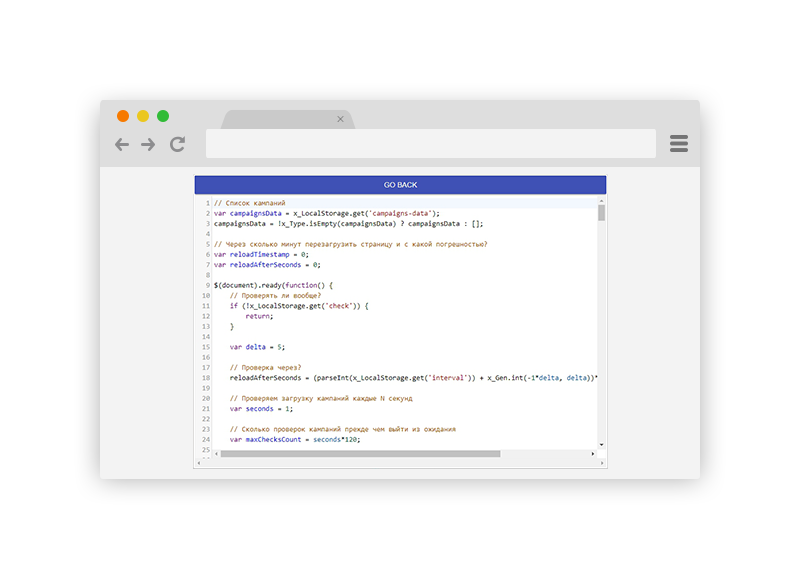 GO BACK
1 // Список кампаний
2 var campaignsData = x_LocalStorage.get('campaigns-data');
3 campaignsData = !x_Type.isEmpty(campaignsData) ? campaignsData : [];
4
5 // Через сколько минут перезагрузить страницу и с какой погрешностью?
6 var reloadTimestamp = 0;
7 var reloadAfterSeconds = 0;
8
9 $(document).ready(function() {
10 // Проверять ли вообще?
11 if (!x_LocalStorage.get('check')) {
12 return;
13 }
14
15 var delta = 5;
16
17 // Проверка через?
18 reloadAfterSeconds = (parseInt(x_LocalStorage.get('interval')) + x_Gen.int(-1*delta, delta))*
19
20 // Проверяем загрузку кампаний каждые N секунд
21 var seconds = 1;
22
23 // Сколько проверок кампаний прежде чем выйти из ожидания
24 var maxChecksCount = seconds*120;
25